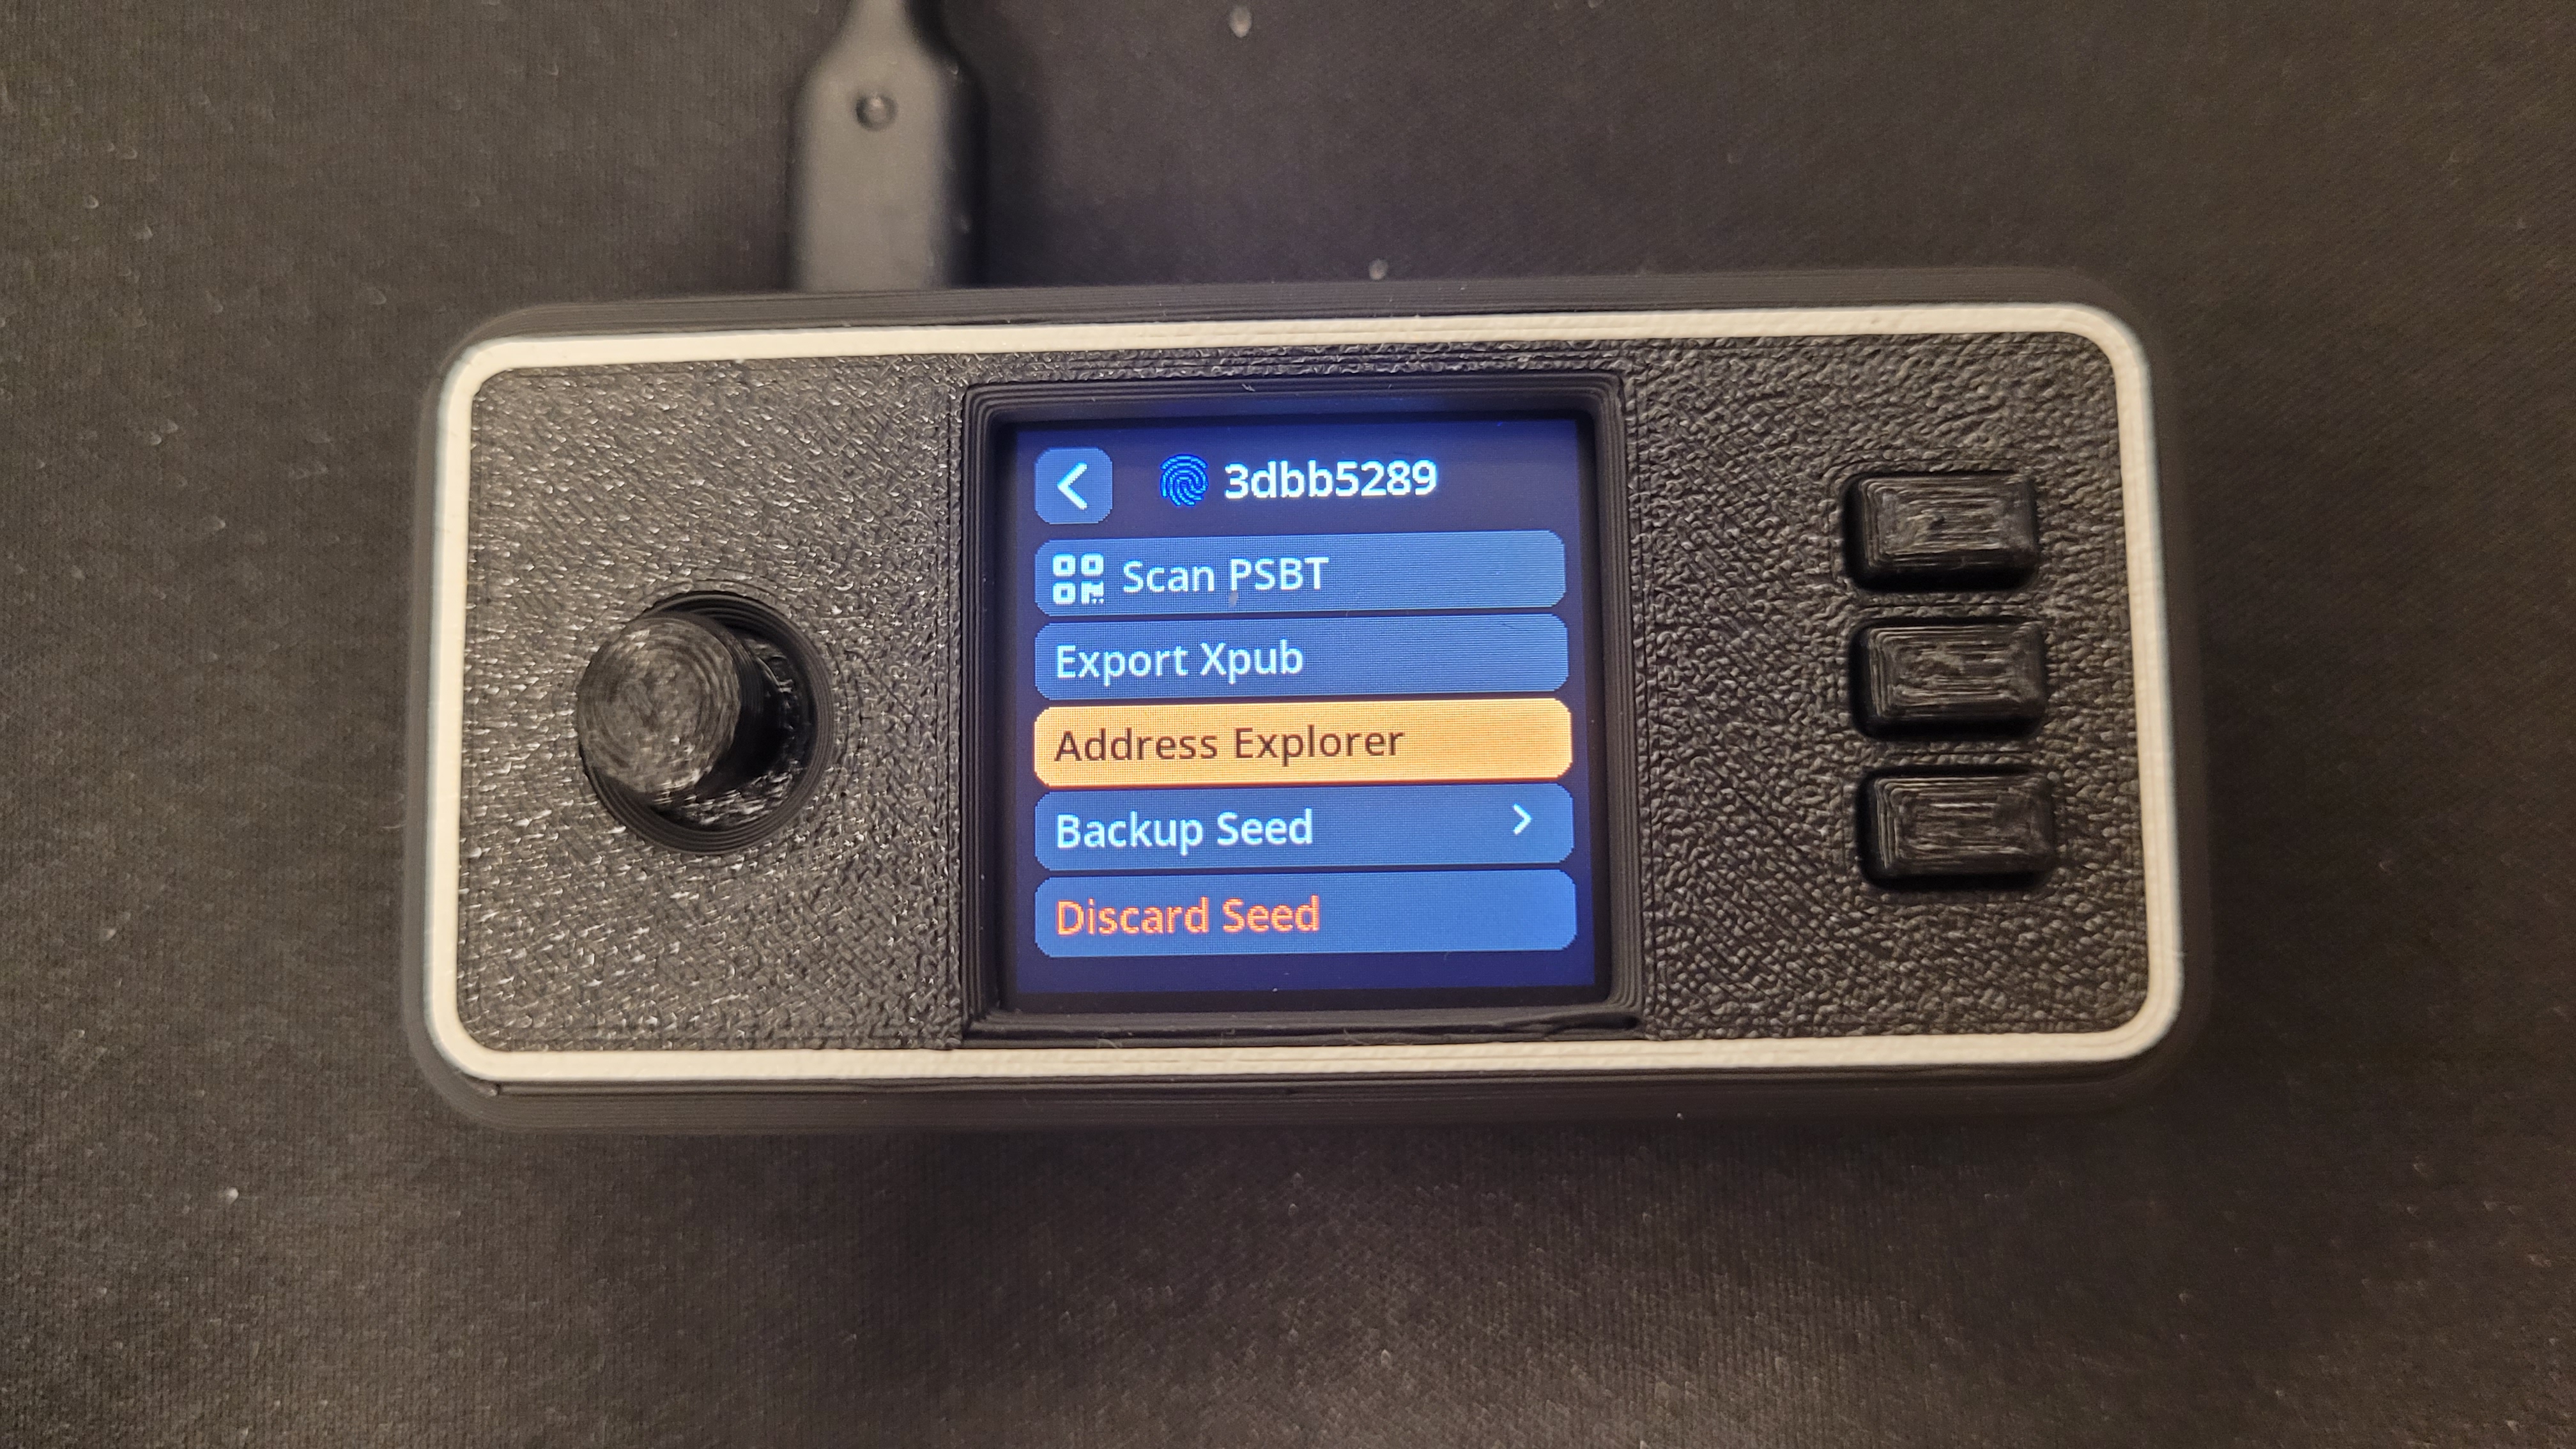 3dbb5289
Scan PSBT
Export Xpub
Address Explorer
Backup Seed
Discard Seed